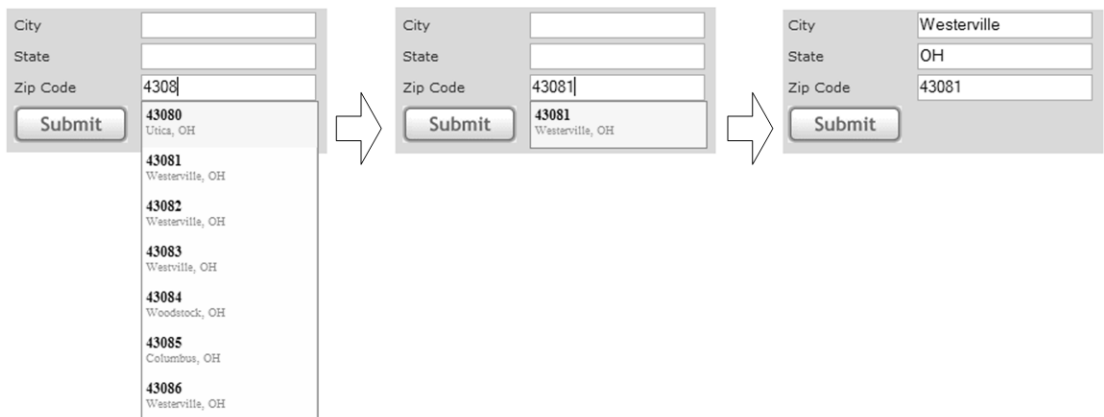 City
State
Zip Code 4308
Submit
43080
Utica, OH
43081
Westerville, OH
43082
Westerville, OH
43083
Westville, OH
43084
Woodstock, OH
43085
Columbus, OH
43086
Westerville, OH
City
State
Zip Code 43081
Submit
43081
Westerville, OH
City Westerville
State OH
Zip Code 43081
Submit